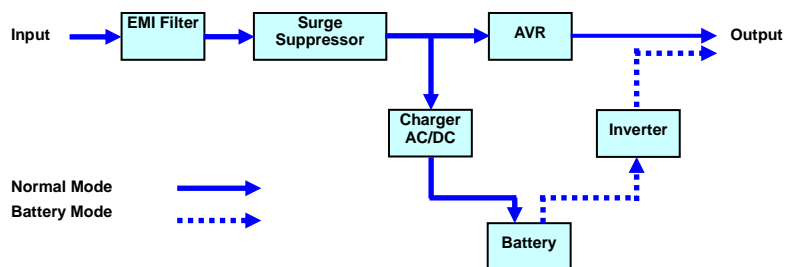 Input
EMI Filter
Surge
Suppressor
AVR
Output
Charger
AC/DC
Inverter
Normal Mode
Battery Mode
Battery